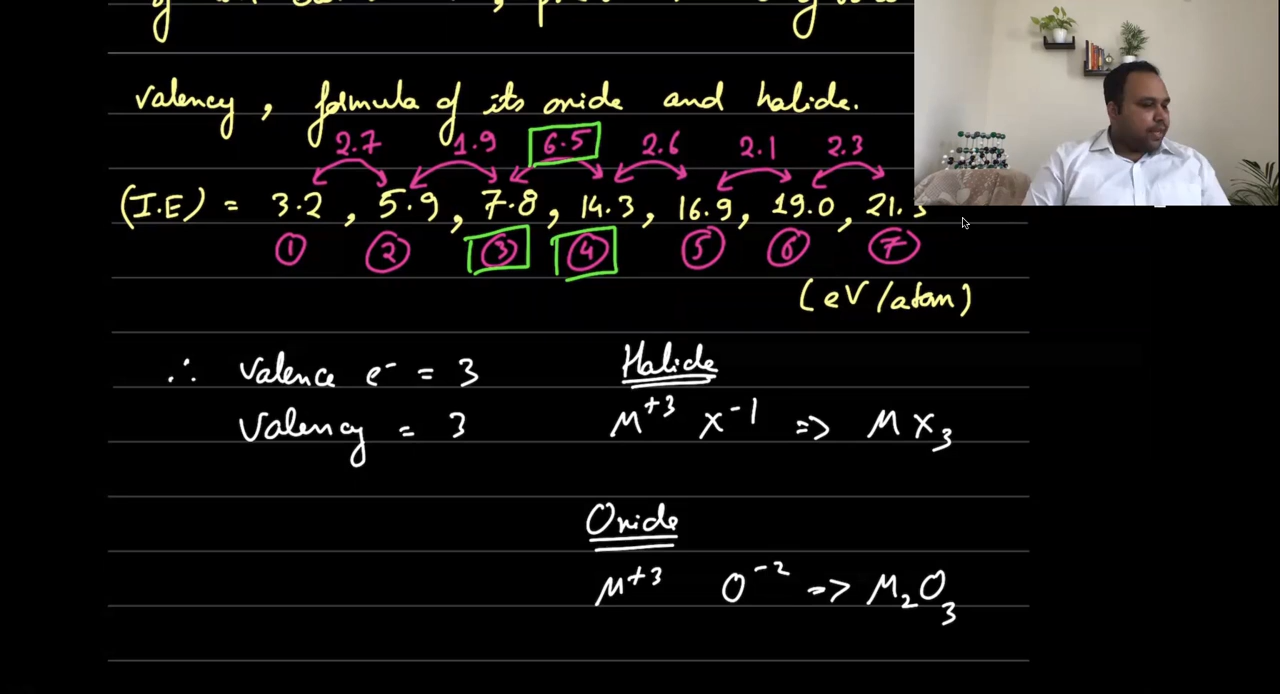 valency, formula of its oxide and halide.
2.7 1.9 6.5 2.6 2.1 2.3
(I.E) = 3.2, 5.9, 7.8, 14.3, 16.9, 19.0, 21.3
① ② ③ ④ ⑤ ⑥ ⑦
(eV/atom)
∴ Valence e⁻ = 3
Valency = 3
Halide
M⁺³ X⁻¹ => MX₃
Oxide
M⁺³ O⁻² => M₂O₃